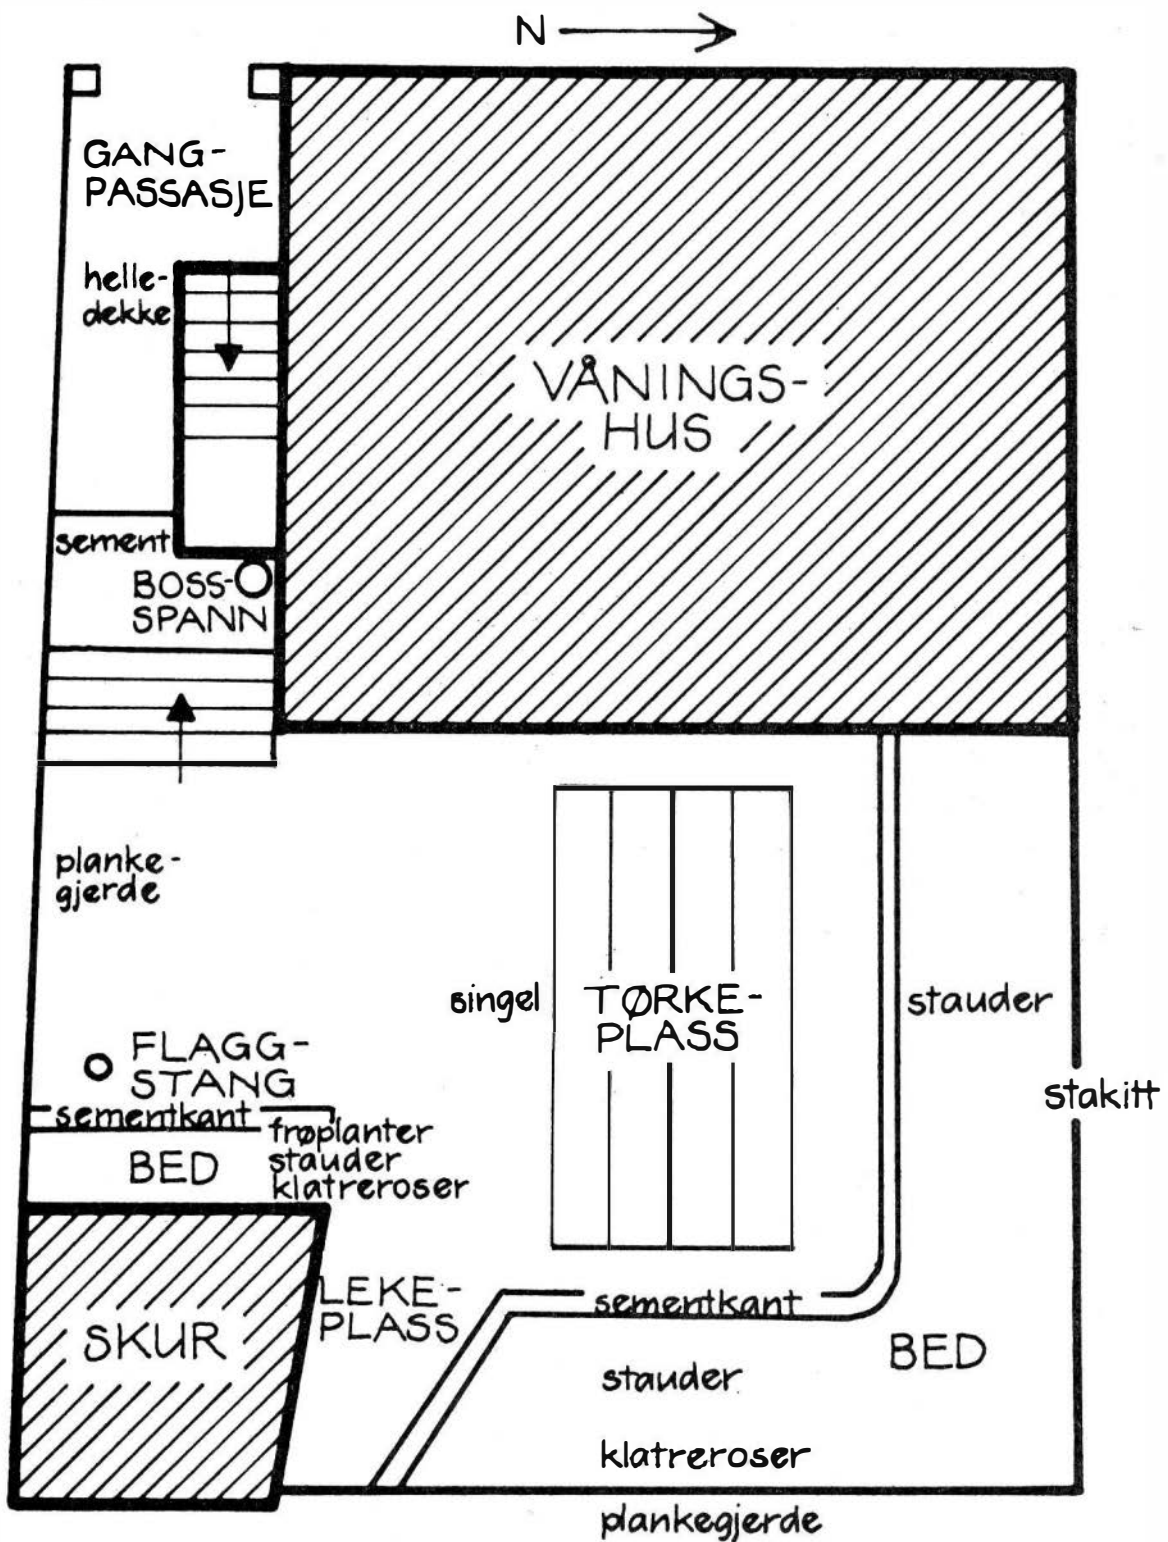 N
GANG-
PASSASJE
helle-
dekke
VÅNINGS-
HUS
sement
BOSS-
SPANN
planke-
gjerde
singel
TØRKE-
PLASS
stauder
stakitt
FLAGG-
STANG
sementkant
frøplanter
stauder
klatreroser
BED
SKUR
LEKE-
PLASS
sementkant
BED
stauder
klatreroser
plankegjerde